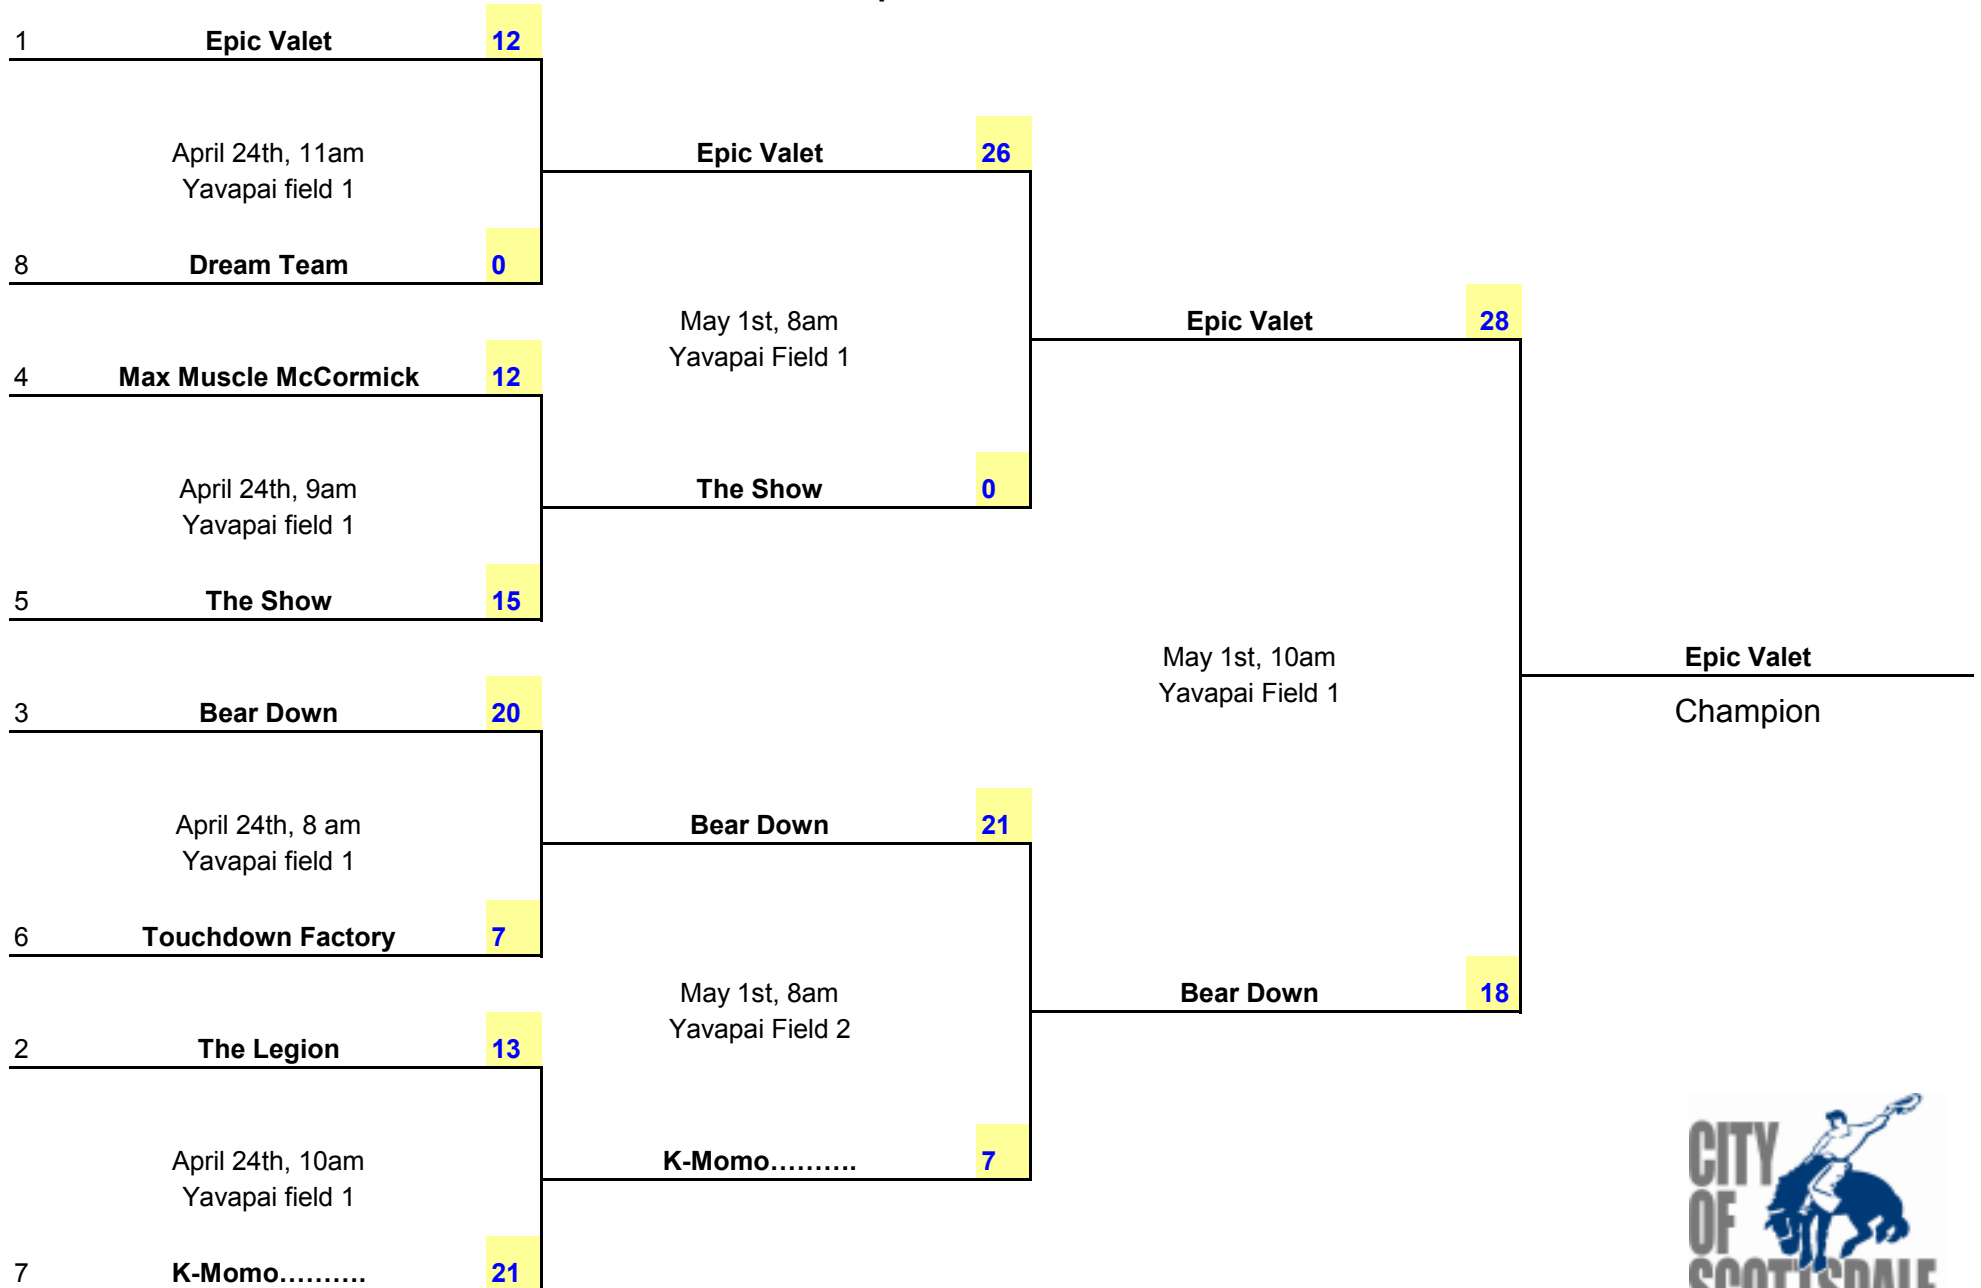 1 Epic Valet 12
April 24th, 11am
Yavapai field 1
8 Dream Team 0
4 Max Muscle McCormick 12
April 24th, 9am
Yavapai field 1
5 The Show 15
3 Bear Down 20
April 24th, 8 am
Yavapai field 1
6 Touchdown Factory 7
2 The Legion 13
April 24th, 10am
Yavapai field 1
7 K-Momo………. 21
Epic Valet 26
May 1st, 8am
Yavapai Field 1
The Show 0
Bear Down 21
May 1st, 8am
Yavapai Field 2
K-Momo………. 7
Epic Valet 28
May 1st, 10am
Yavapai Field 1
Bear Down 18
Epic Valet
Champion
CITY
OF
SCOTTSDALE